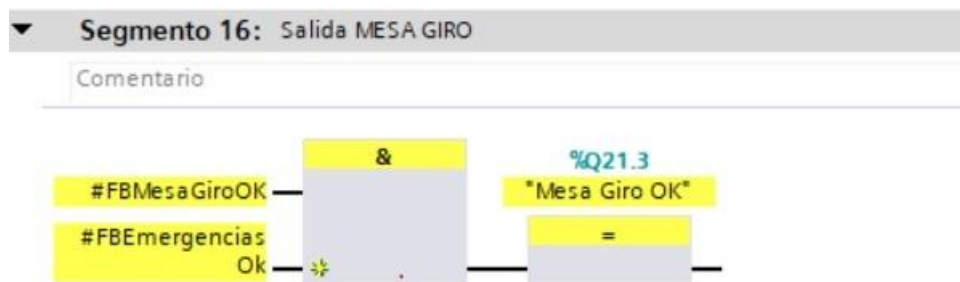 Segmento 16: Salida MESA GIRO
Comentario
&
%Q21.3
#FBMesaGiroOK
"Mesa Giro OK"
#FBEmergencias
Ok
=